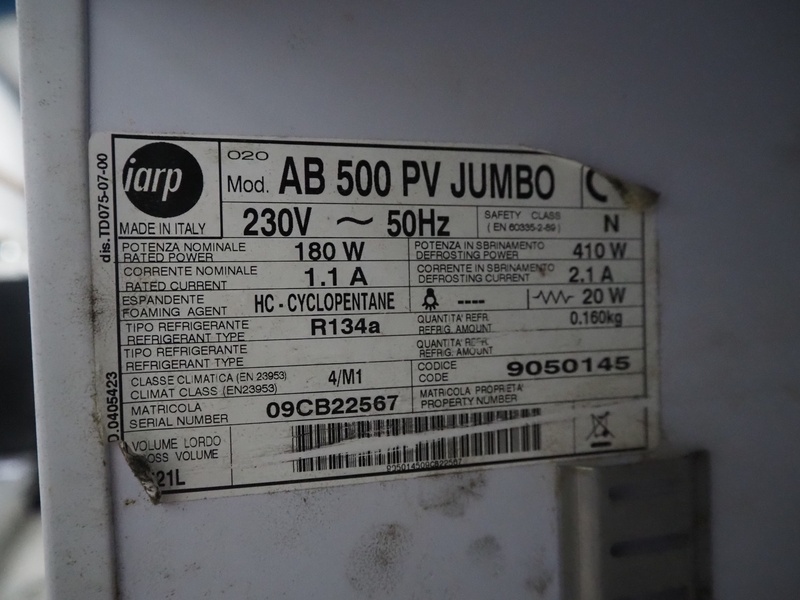 dis. TD075-07-00
iarp
MADE IN ITALY
020
Mod. AB 500 PV JUMBO
230V ~ 50Hz
SAFETY CLASS
( EN 60335-2-89 )
N
POTENZA NOMINALE
RATED POWER
180 W
POTENZA IN SBRINAMENTO
DEFROSTING POWER
410 W
CORRENTE NOMINALE
RATED CURRENT
1.1 A
CORRENTE IN SBRINAMENTO
DEFROSTING CURRENT
2.1 A
ESPANDENTE
FOAMING AGENT
HC - CYCLOPENTANE
----
20 W
TIPO REFRIGERANTE
REFRIGERANT TYPE
R134a
QUANTITA' REFR.
REFRIG. AMOUNT
0.160kg
TIPO REFRIGERANTE
REFRIGERANT TYPE
QUANTITA' REFR.
REFRIG. AMOUNT
CLASSE CLIMATICA (EN 23953)
CLIMAT CLASS (EN23953)
4/M1
CODICE
CODE
9050145
MATRICOLA
SERIAL NUMBER
09CB22567
MATRICOLA PROPRIETA'
PROPERTY NUMBER
.0405423
VOLUME LORDO
VOLUME
21L